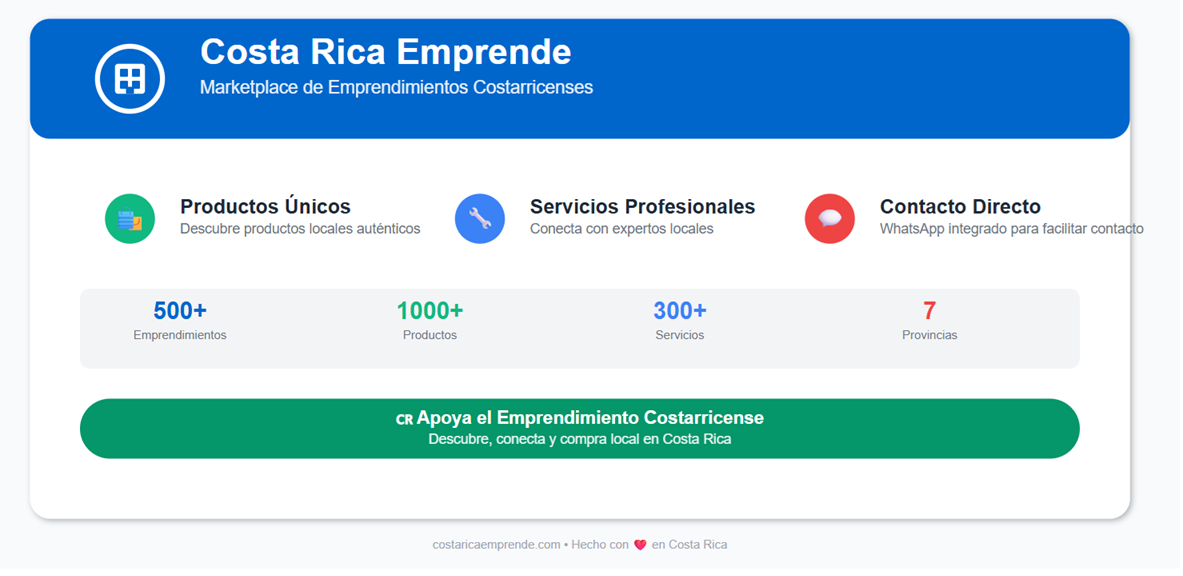 Costa Rica Emprende
Marketplace de Emprendimientos Costarricenses
Productos Únicos
Descubre productos locales auténticos
Servicios Profesionales
Conecta con expertos locales
Contacto Directo
WhatsApp integrado para facilitar contacto
500+
Emprendimientos
1000+
Productos
300+
Servicios
7
Provincias
CR Apoya el Emprendimiento Costarricense
Descubre, conecta y compra local en Costa Rica
costaricaemprende.com • Hecho con ❤️ en Costa Rica